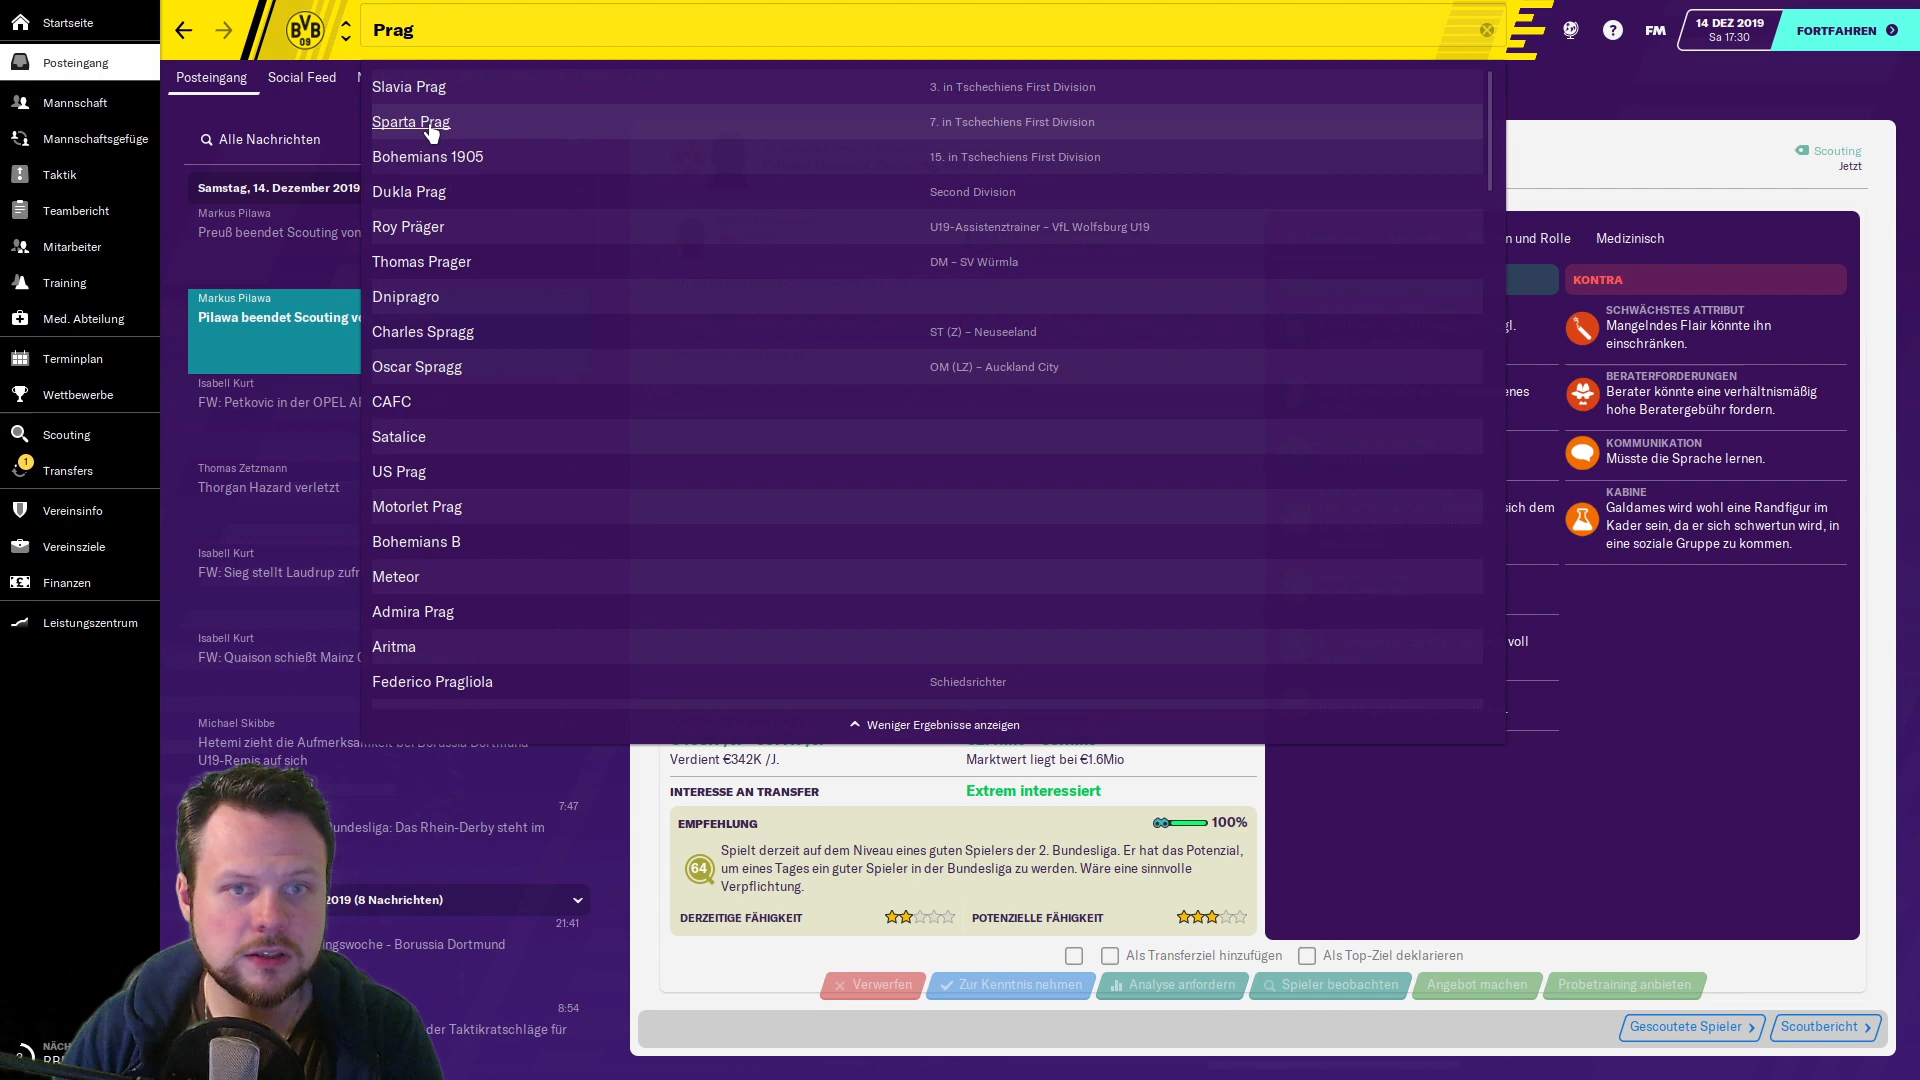 Startseite
Posteingang
Mannschaft
Mannschaftsgefüge
Taktik
Teambericht
Mitarbeiter
Training
Med. Abteilung
Terminplan
Wettbewerbe
Scouting
1
Transfers
Vereinsinfo
Vereinsziele
Finanzen
Leistungszentrum
BVB
09
Prag
FM
14 DEZ 2019
Sa 17:30
FORTFAHREN
Posteingang
Social Feed
Alle Nachrichten
Samstag, 14. Dezember 2019
Markus Pilawa
Preuß beendet Scouting von
Markus Pilawa
Pilawa beendet Scouting
Isabell Kurt
FW: Petkovic in der OPEL
Thomas Zetzmann
Thorgan Hazard verletzt
Isabell Kurt
FW: Sieg stellt Laudrup
Isabell Kurt
FW: Quaison schießt Mainz
Michael Skibbe
Hetemi zieht die Aufmerksamkeit bei Borussia Dortmund
U19-Remis auf sich
7:47
Bundesliga: Das Rhein-Derby steht im
2019 (8 Nachrichten)
21:41
ingswoche - Borussia Dortmund
8:54
der Taktikratschläge für
Slavia Prag
3. in Tschechiens First Division
Sparta Prag
7. in Tschechiens First Division
Bohemians 1905
15. in Tschechiens First Division
Dukla Prag
Second Division
Roy Präger
U19-Assistenztrainer – VfL Wolfsburg U19
Thomas Prager
DM – SV Würmla
Dnipragro
Charles Spragg
ST (Z) – Neuseeland
Oscar Spragg
OM (LZ) – Auckland City
CAFC
Satalice
US Prag
Motorlet Prag
Bohemians B
Meteor
Admira Prag
Aritma
Federico Pragliola
Schiedsrichter
Weniger Ergebnisse anzeigen
Scouting
Jetzt
n und Rolle
Medizinisch
KONTRA
SCHWÄCHSTES ATTRIBUT
Mangelndes Flair könnte ihn
einschränken.
BERATERFORDERUNGEN
Berater könnte eine verhältnismäßig
hohe Beratergebühr fordern.
KOMMUNIKATION
Müsste die Sprache lernen.
KABINE
Galdames wird wohl eine Randfigur im
Kader sein, da er sich schwertun wird, in
eine soziale Gruppe zu kommen.
gl.
enes
sich dem
voll
Verdient €342K /J.
Marktwert liegt bei €1.6Mio
INTERESSE AN TRANSFER
Extrem interessiert
EMPFEHLUNG
100%
64
Spielt derzeit auf dem Niveau eines guten Spielers der 2. Bundesliga. Er hat das Potenzial,
um eines Tages ein guter Spieler in der Bundesliga zu werden. Wäre eine sinnvolle
Verpflichtung.
DERZEITIGE FÄHIGKEIT
POTENZIELLE FÄHIGKEIT
Als Transferziel hinzufügen
Als Top-Ziel deklarieren
Verwerfen
Zur Kenntnis nehmen
Analyse anfordern
Spieler beobachten
Angebot machen
Probetraining anbieten
Gescoutete Spieler
Scoutbericht